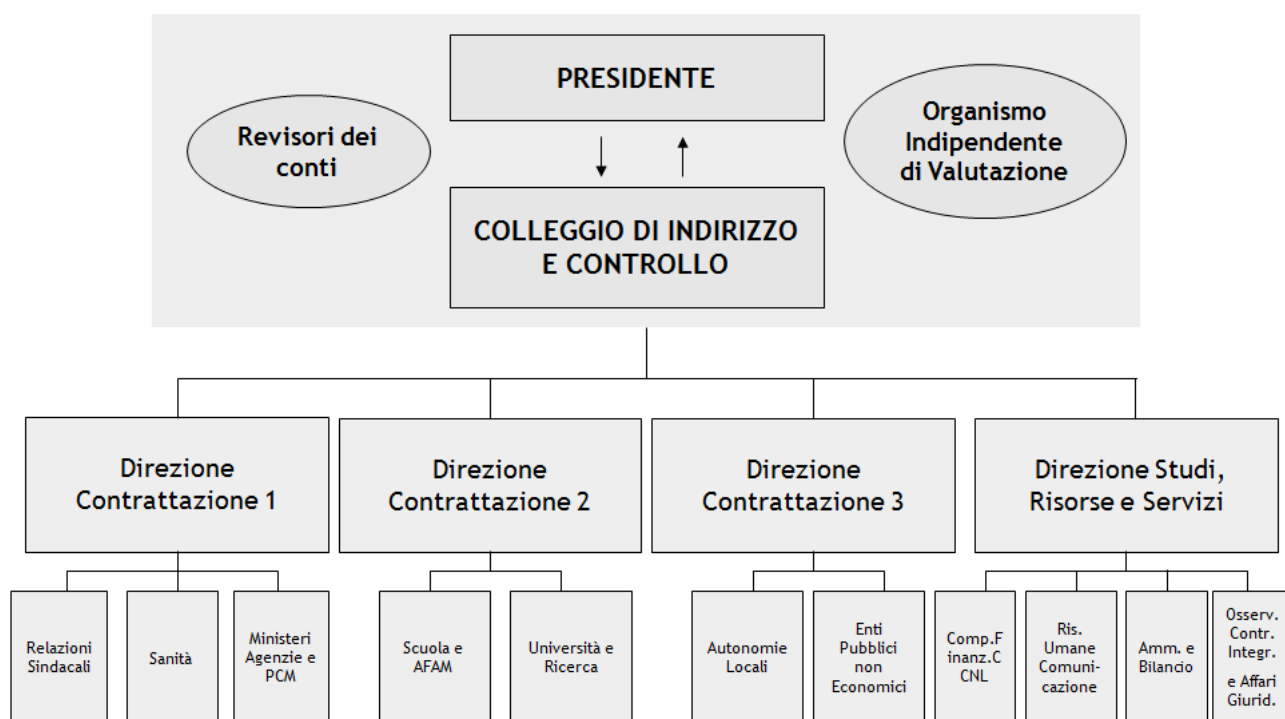 PRESIDENTE
Revisori dei
conti
Organismo
Indipendente
di Valutazione
COLLEGGIO DI INDIRIZZO
E CONTROLLO
Direzione
Contrattazione 1
Direzione
Contrattazione 2
Direzione
Contrattazione 3
Direzione Studi,
Risorse e Servizi
Relazioni
Sindacali
Sanità
Ministeri
Agenzie e
PCM
Scuola e
AFAM
Università e
Ricerca
Autonomie
Locali
Enti
Pubblici
non
Economici
Comp.F
inanz.C
CNL
Ris.
Umane
Comuni-
cazione
Amm. e
Bilancio
Osserv.
Contr.
Integr.
e Affari
Giurid.